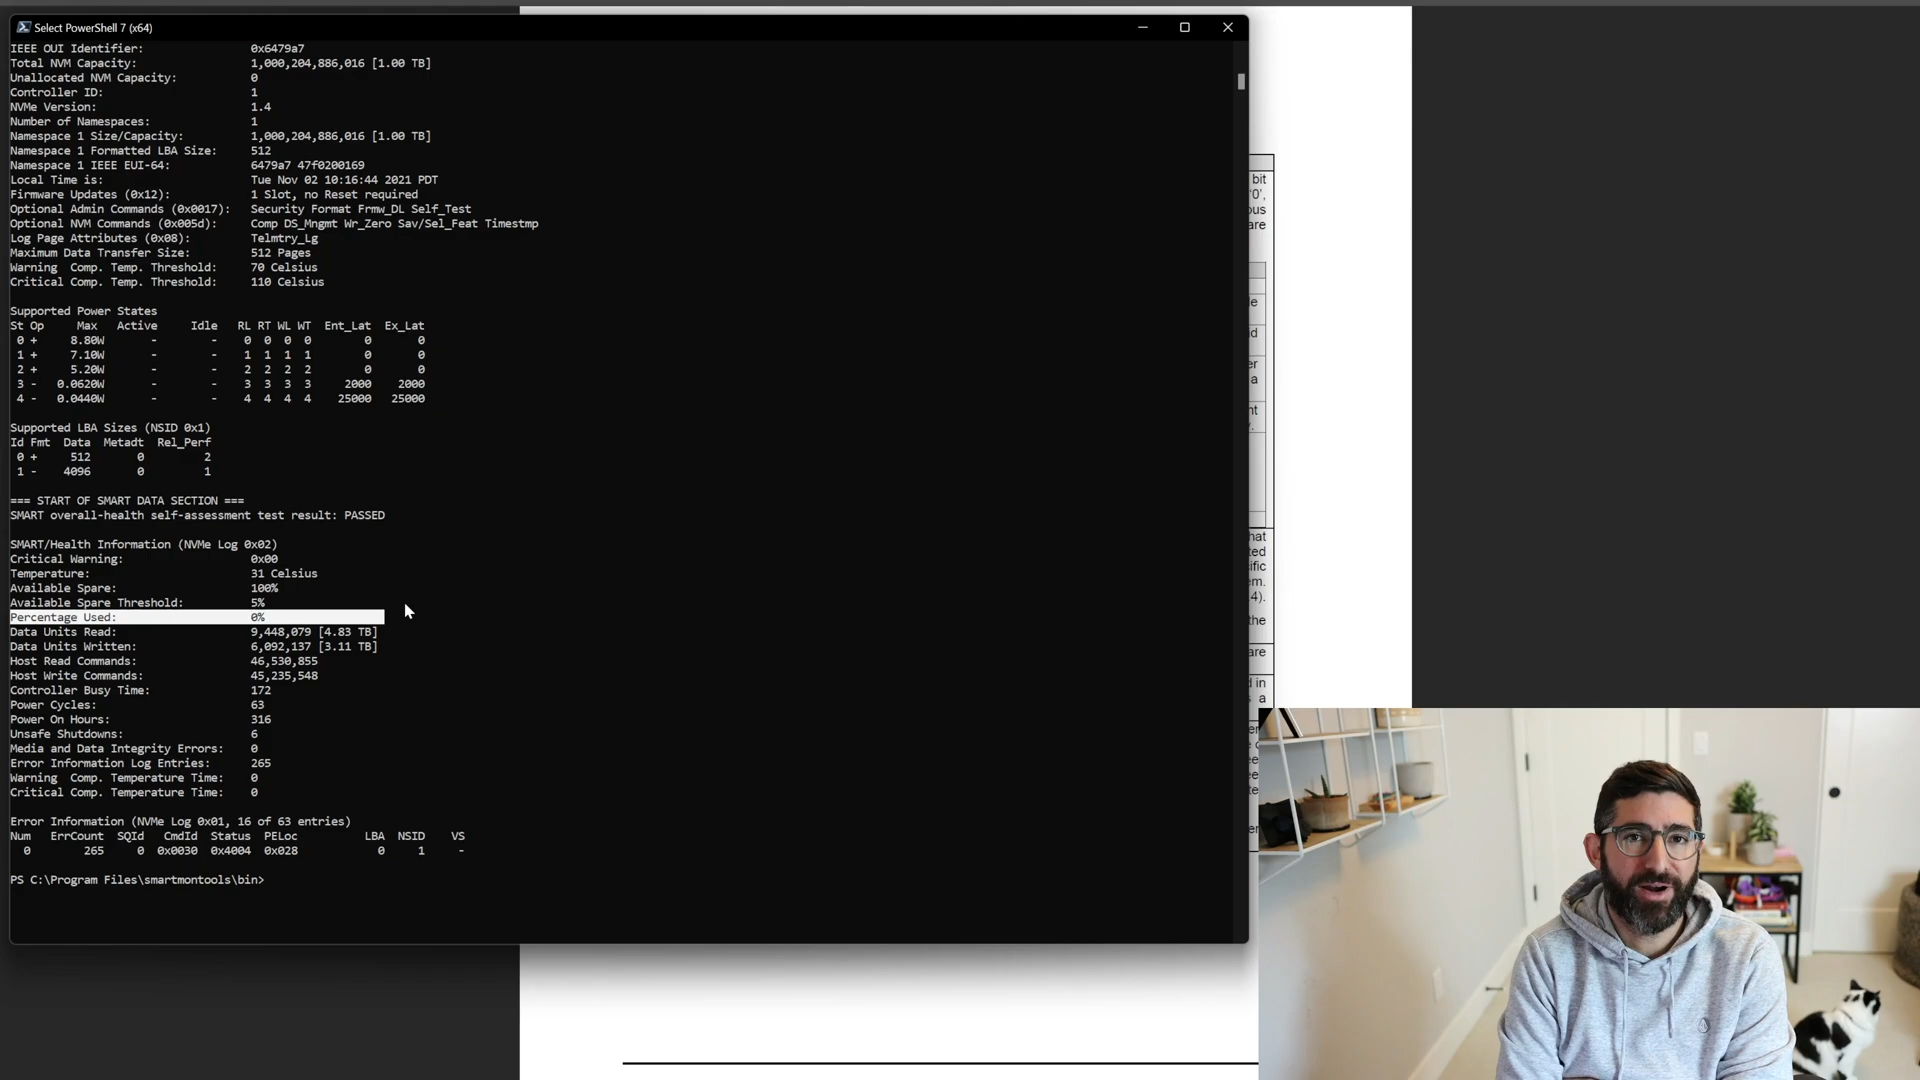 Select PowerShell 7 (x64)
IEEE OUI Identifier: 0x6479a7
Total NVM Capacity: 1,000,204,886,016 [1.00 TB]
Unallocated NVM Capacity: 0
Controller ID: 1
NVMe Version: 1.4
Number of Namespaces: 1
Namespace 1 Size/Capacity: 1,000,204,886,016 [1.00 TB]
Namespace 1 Formatted LBA Size: 512
Namespace 1 IEEE EUI-64: 6479a7 47f0200169
Local Time is: Tue Nov 02 10:16:44 2021 PDT
Firmware Updates (0x12): 1 Slot, no Reset required
Optional Admin Commands (0x0017): Security Format Frmw_DL Self_Test
Optional NVM Commands (0x005d): Comp DS_Mngmt Wr_Zero Sav/Sel_Feat Timestmp
Log Page Attributes (0x08): Telmtry_Lg
Maximum Data Transfer Size: 512 Pages
Warning Comp. Temp. Threshold: 70 Celsius
Critical Comp. Temp. Threshold: 110 Celsius
Supported Power States
St Op Max Active Idle RL RT WL WT Ent_Lat Ex_Lat
0 + 8.80W - - 0 0 0 0 0 0
1 + 7.10W - - 1 1 1 1 0 0
2 + 5.20W - - 2 2 2 2 0 0
3 - 0.0620W - - 3 3 3 3 2000 2000
4 - 0.0440W - - 4 4 4 4 25000 25000
Supported LBA Sizes (NSID 0x1)
Id Fmt Data Metadt Rel_Perf
0 + 512 0 2
1 - 4096 0 1
=== START OF SMART DATA SECTION ===
SMART overall-health self-assessment test result: PASSED
SMART/Health Information (NVMe Log 0x02)
Critical Warning: 0x00
Temperature: 31 Celsius
Available Spare: 100%
Available Spare Threshold: 5%
Percentage Used: 0%
Data Units Read: 9,448,079 [4.83 TB]
Data Units Written: 6,092,137 [3.11 TB]
Host Read Commands: 46,530,855
Host Write Commands: 45,235,548
Controller Busy Time: 172
Power Cycles: 63
Power On Hours: 316
Unsafe Shutdowns: 6
Media and Data Integrity Errors: 0
Error Information Log Entries: 265
Warning Comp. Temperature Time: 0
Critical Comp. Temperature Time: 0
Error Information (NVMe Log 0x01, 16 of 63 entries)
Num ErrCount SQId CmdId Status PELoc LBA NSID VS
0 265 0 0x0030 0x4004 0x028 0 1 -
PS C:\Program Files\smartmontools\bin>
bit
the